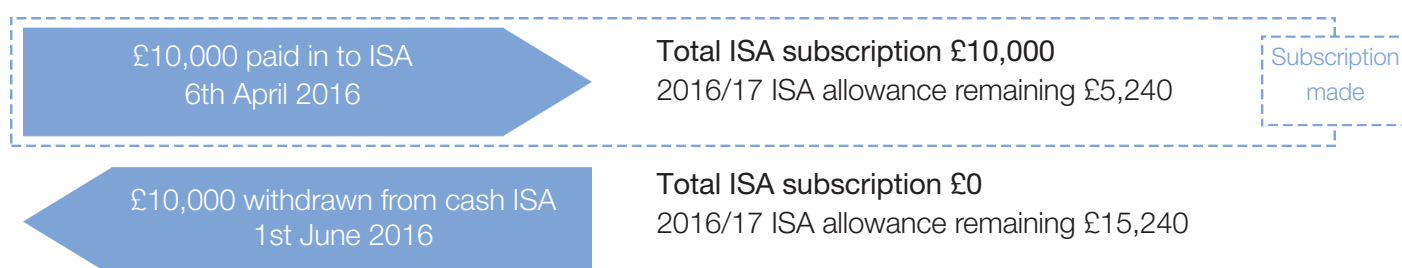 £10,000 paid in to ISA
6th April 2016
Total ISA subscription £10,000
2016/17 ISA allowance remaining £5,240
Subscription
made
£10,000 withdrawn from cash ISA
1st June 2016
Total ISA subscription £0
2016/17 ISA allowance remaining £15,240